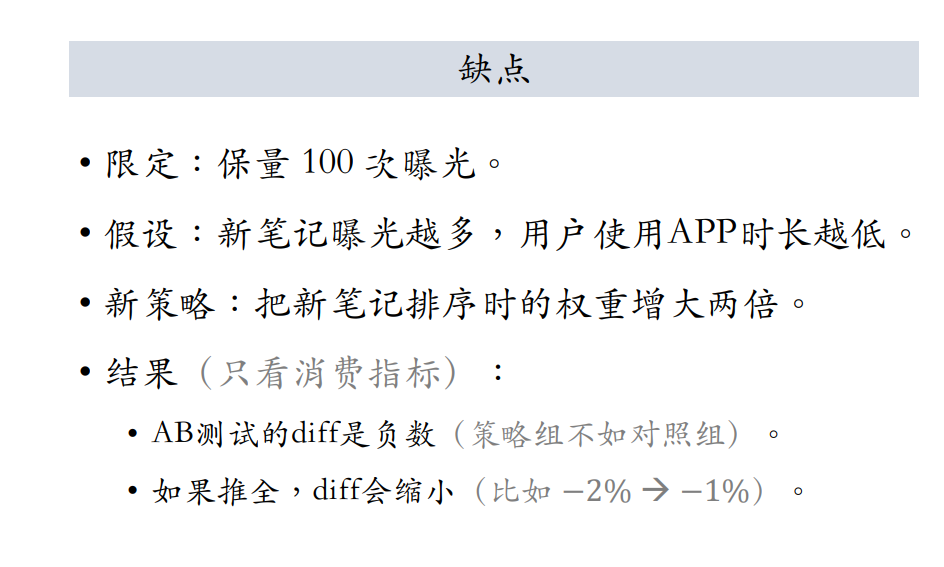 缺点
• 限定：保量 100 次曝光。
• 假设：新笔记曝光越多，用户使用APP时长越低。
• 新策略：把新笔记排序时的权重增大两倍。
• 结果（只看消费指标）：
• AB测试的diff是负数（策略组不如对照组）。
• 如果推全，diff会缩小（比如 −2% → −1%）。